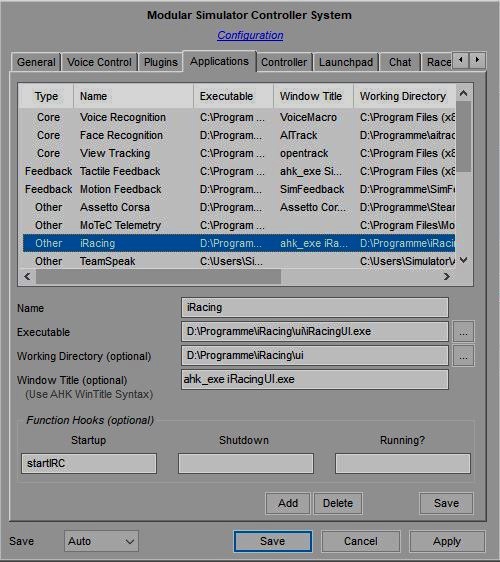 Modular Simulator Controller System
Configuration
General Voice Control Plugins Applications Controller Launchpad Chat Race
Type Name Executable Window Title Working Directory
Core Voice Recognition C:\Program ... VoiceMacro C:\Program Files (x8
Core Face Recognition D:\Program... AITrack D:\Programme\aitrac
Core View Tracking C:\Program ... opentrack C:\Program Files (x8
Feedback Tactile Feedback C:\Program ... ahk_exe Si... C:\Program Files (x8
Feedback Motion Feedback D:\Program... SimFeedback D:\Programme\SimF
Other Assetto Corsa D:\Program... Assetto Cor... D:\Programme\Stea
Other MoTeC Telemetry C:\Program ... C:\Program Files\Mo
Other iRacing D:\Program... ahk_exe iRa... D:\Programme\iRaci
Other TeamSpeak C:\Users\Si... C:\Users\Simulator\A
Name iRacing
Executable D:\Programme\iRacing\ui\iRacingUI.exe ...
Working Directory (optional) D:\Programme\iRacing\ui ...
Window Title (optional) ahk_exe iRacingUI.exe
(Use AHK WinTitle Syntax)
Function Hooks (optional)
Startup Shutdown Running?
startIRC
Add Delete Save
Save Auto Save Cancel Apply